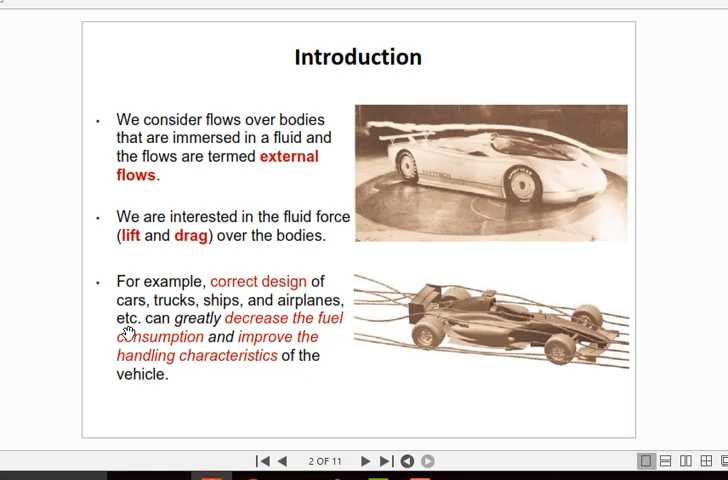 Introduction
• We consider flows over bodies
that are immersed in a fluid and
the flows are termed external
flows.
• We are interested in the fluid force
(lift and drag) over the bodies.
• For example, correct design of
cars, trucks, ships, and airplanes,
etc. can greatly decrease the fuel
consumption and improve the
handling characteristics of the
vehicle.
2 OF 11